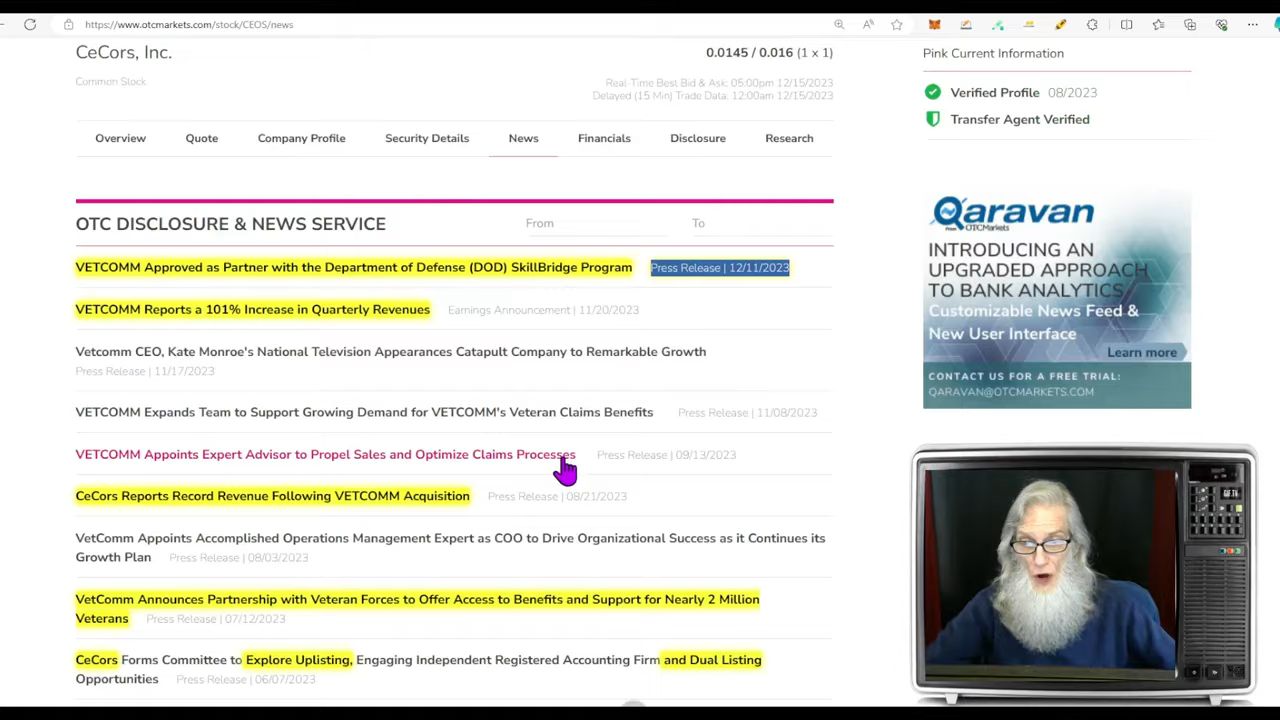 https://www.otcmarkets.com/stock/CEOS/news
CeCors, Inc.
0.0145 / 0.016 (1 x 1)
Common Stock
Real-Time Best Bid & Ask: 05:00pm 12/15/2023
Delayed (15 Min) Trade Data: 12:00am 12/15/2023
Overview Quote Company Profile Security Details News Financials Disclosure Research
OTC DISCLOSURE & NEWS SERVICE From To
VETCOMM Approved as Partner with the Department of Defense (DOD) SkillBridge Program Press Release | 12/11/2023
VETCOMM Reports a 101% Increase in Quarterly Revenues Earnings Announcement | 11/20/2023
Vetcomm CEO, Kate Monroe's National Television Appearances Catapult Company to Remarkable Growth
Press Release | 11/17/2023
VETCOMM Expands Team to Support Growing Demand for VETCOMM's Veteran Claims Benefits Press Release | 11/08/2023
VETCOMM Appoints Expert Advisor to Propel Sales and Optimize Claims Processes Press Release | 09/13/2023
CeCors Reports Record Revenue Following VETCOMM Acquisition Press Release | 08/21/2023
VetComm Appoints Accomplished Operations Management Expert as COO to Drive Organizational Success as it Continues its
Growth Plan Press Release | 08/03/2023
VetComm Announces Partnership with Veteran Forces to Offer Access to Benefits and Support for Nearly 2 Million
Veterans Press Release | 07/12/2023
CeCors Forms Committee to Explore Uplisting, Engaging Independent Registered Accounting Firm and Dual Listing
Opportunities Press Release | 06/07/2023
Pink Current Information
Verified Profile 08/2023
Transfer Agent Verified
Qaravan
From OTCMarkets
INTRODUCING AN
UPGRADED APPROACH
TO BANK ANALYTICS
Customizable News Feed &
New User Interface
Learn more
CONTACT US FOR A FREE TRIAL:
QARAVAN@OTCMARKETS.COM